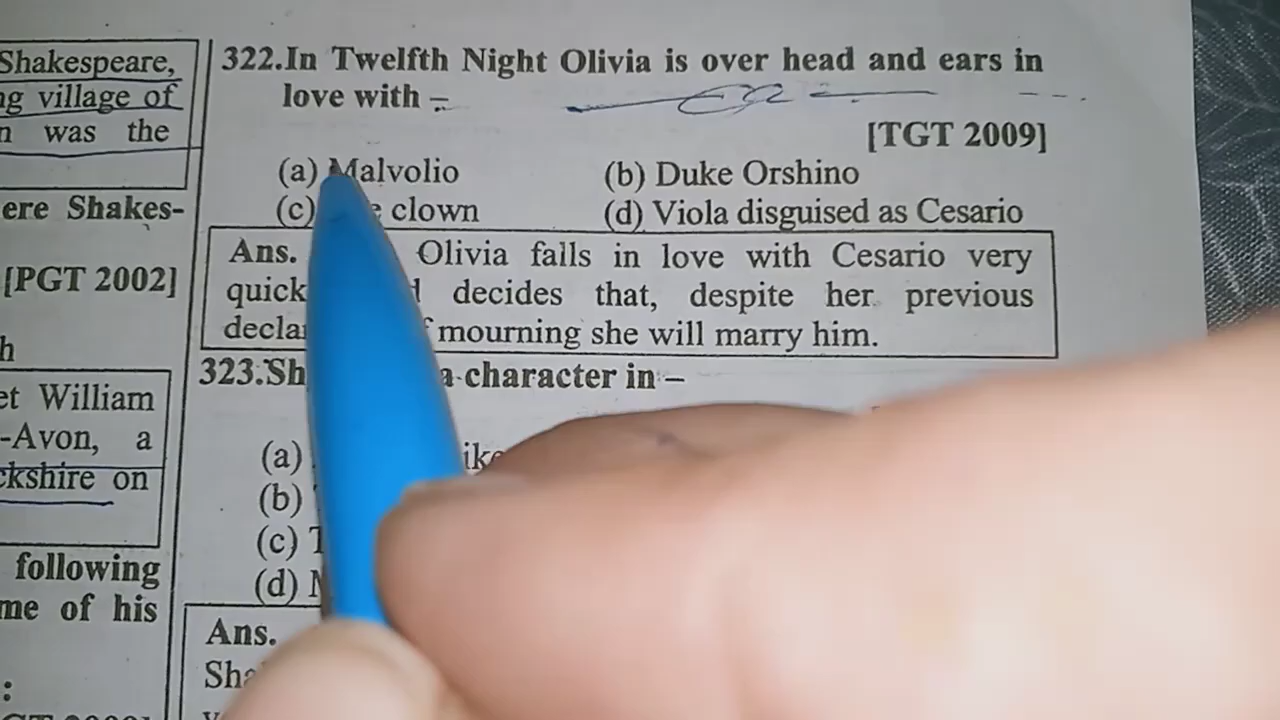 Shakespeare,
ng village of
n was the
ere Shakes-
[PGT 2002]
h
et William
-Avon, a
ckshire on
following
me of his
:
322.In Twelfth Night Olivia is over head and ears in
love with –
[TGT 2009]
(a) Malvolio (b) Duke Orshino
(c) clown (d) Viola disguised as Cesario
Ans. Olivia falls in love with Cesario very
quick decides that, despite her previous
decla mourning she will marry him.
323.Sh a character in –
(a)
(b)
(c)
(d)
Ans.
Sha